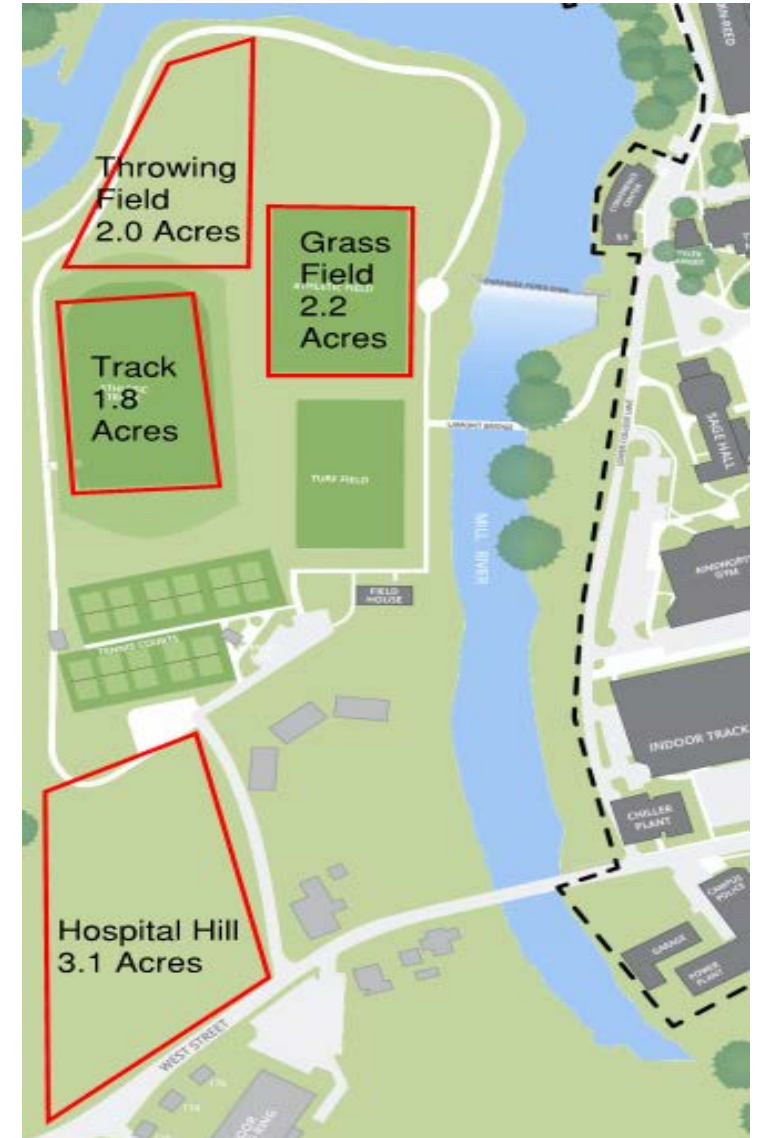 Throwing
Field
2.0 Acres
Grass
Field
2.2
Acres
Track
1.8
Acres
TURF FIELD
LAMONT BRIDGE
MILL RIVER
SAGE HALL
FIELD
HOUSE
TENNIS COURTS
INDOOR TRACK
CHILLER
PLANT
CAMPUS
POLICE
GARAGE
POWER
PLANT
Hospital Hill
3.1 Acres
WEST STREET